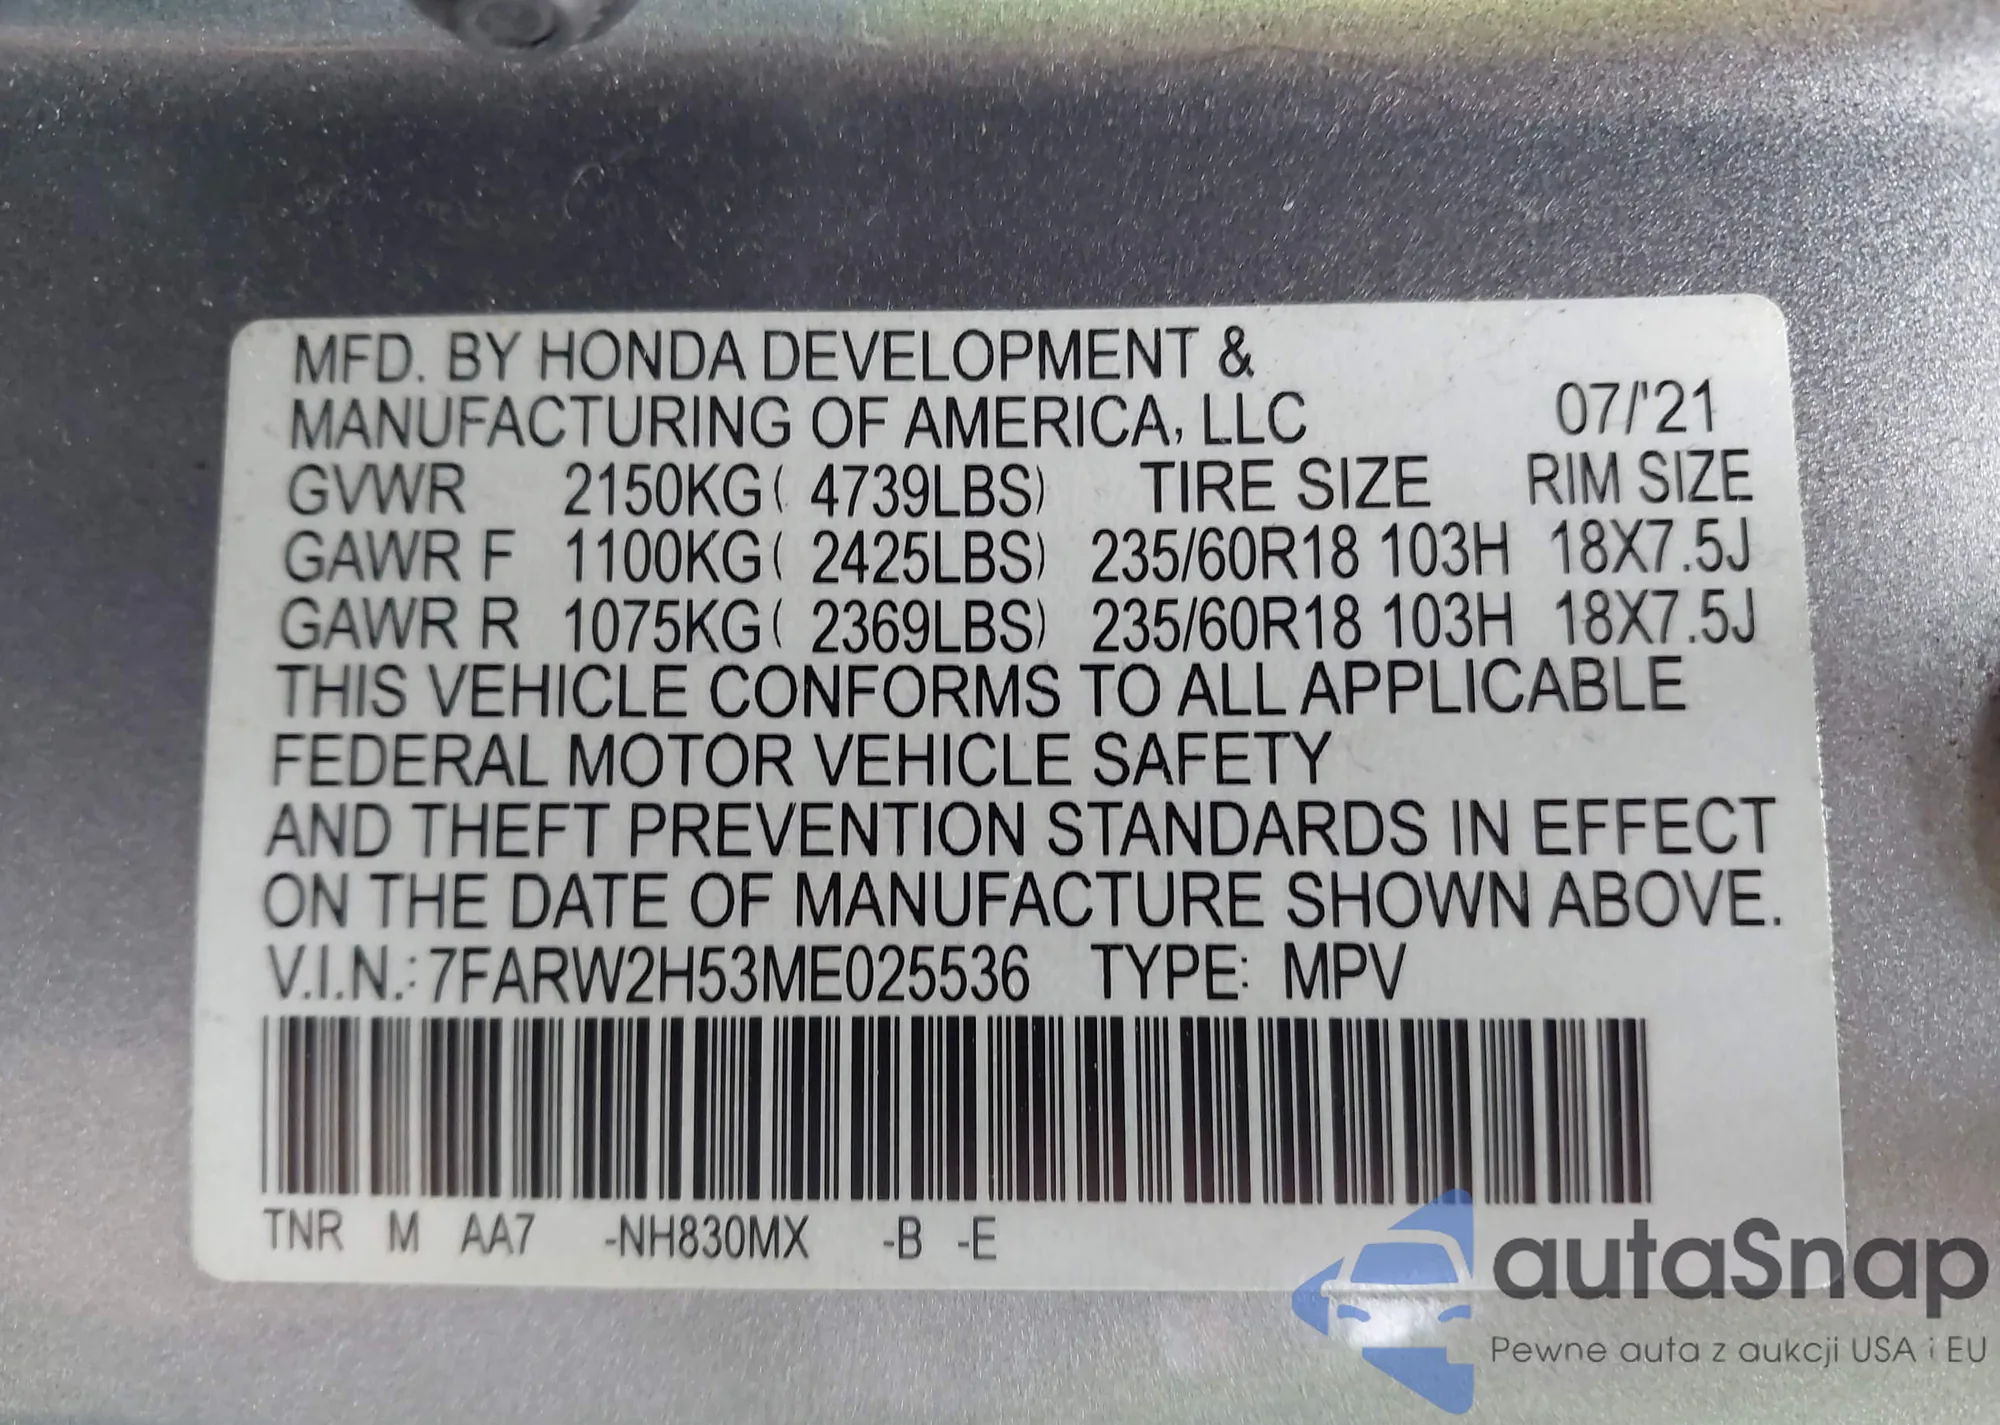 MFD. BY HONDA DEVELOPMENT &
MANUFACTURING OF AMERICA, LLC 07/'21
GVWR 2150KG( 4739LBS) TIRE SIZE RIM SIZE
GAWR F 1100KG( 2425LBS) 235/60R18 103H 18X7.5J
GAWR R 1075KG( 2369LBS) 235/60R18 103H 18X7.5J
THIS VEHICLE CONFORMS TO ALL APPLICABLE
FEDERAL MOTOR VEHICLE SAFETY
AND THEFT PREVENTION STANDARDS IN EFFECT
ON THE DATE OF MANUFACTURE SHOWN ABOVE.
V.I.N.: 7FARW2H53ME025536 TYPE: MPV
TNR M AA7 -NH830MX -B -E
autaSnap
Pewne auta z aukcji USA i EU